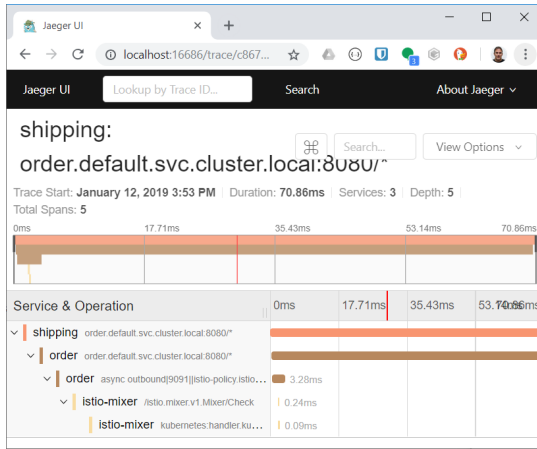 Jaeger UI
localhost:16686/trace/c867...
3
Jaeger UI
Lookup by Trace ID...
Search
About Jaeger
shipping:
order.default.svc.cluster.local:8080/*
⌘
Search...
View Options
Trace Start: January 12, 2019 3:53 PM
Duration: 70.86ms
Services: 3
Depth: 5
Total Spans: 5
0ms 17.71ms 35.43ms 53.14ms 70.86ms
Service & Operation
0ms 17.71ms 35.43ms 53.14ms 70.86ms
shipping order.default.svc.cluster.local:8080/*
order order.default.svc.cluster.local:8080/*
order async outbound|9091||istio-policy.istio... 3.28ms
istio-mixer /istio.mixer.v1.Mixer/Check 0.24ms
istio-mixer kubernetes:handler.ku... 0.09ms